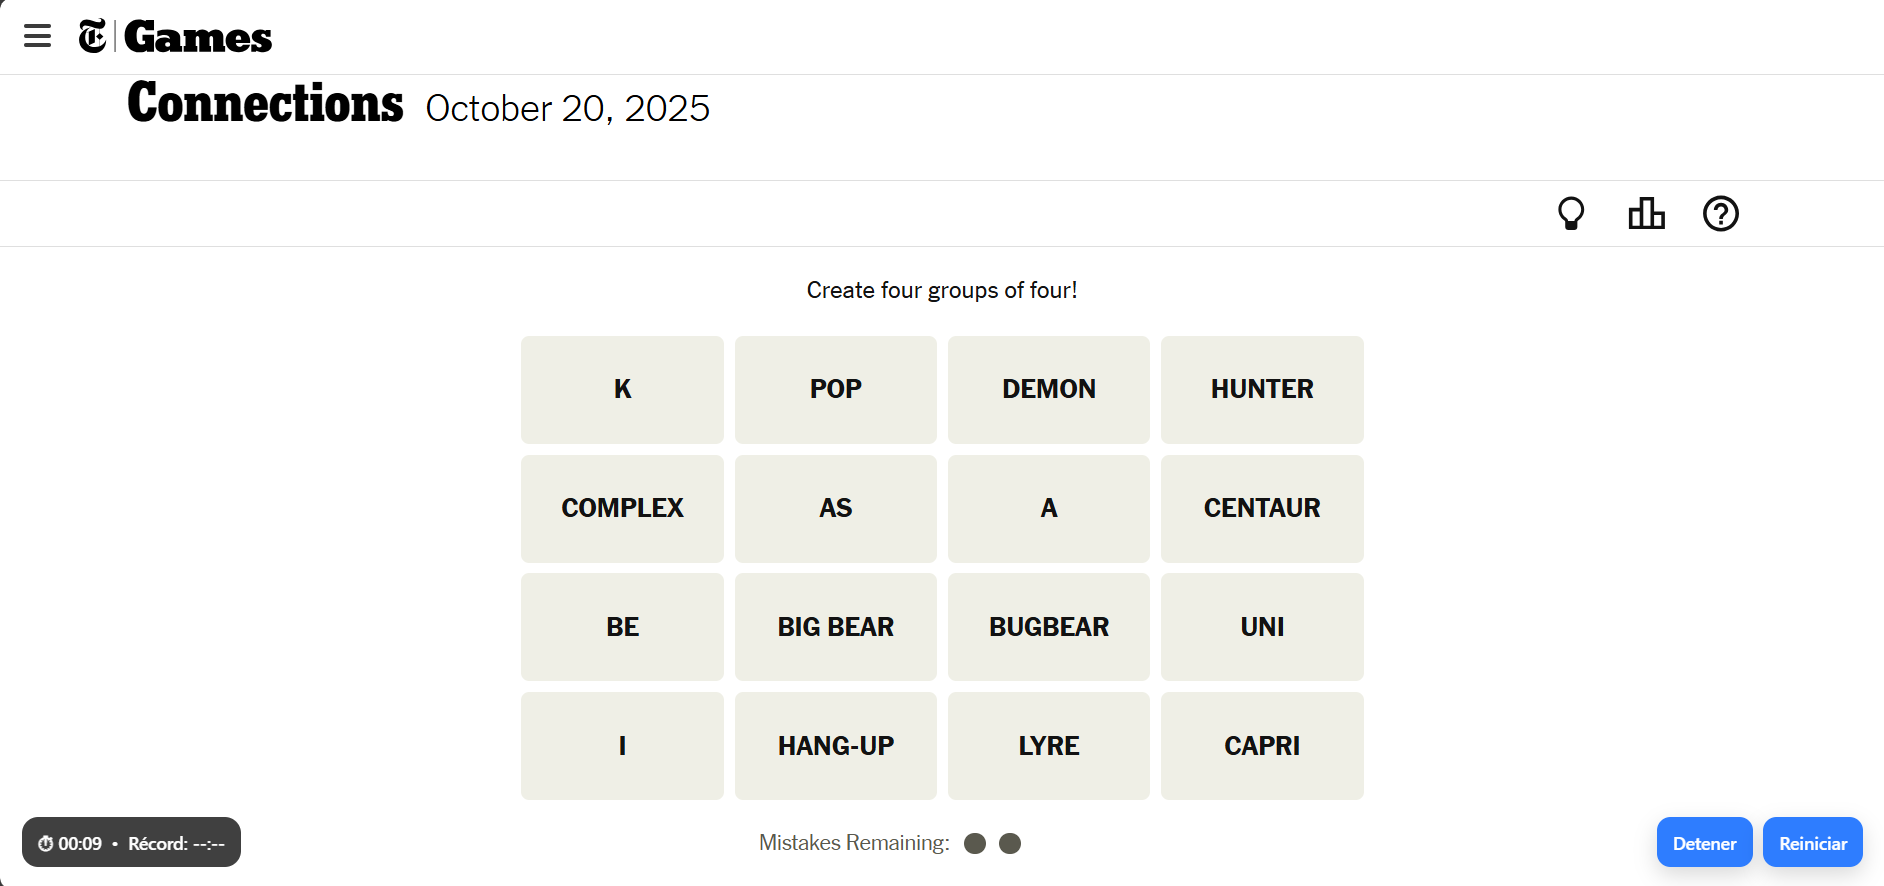 T Games
Connections October 20, 2025
Create four groups of four!
K POP DEMON HUNTER
COMPLEX AS A CENTAUR
BE BIG BEAR BUGBEAR UNI
I HANG-UP LYRE CAPRI
00:09 • Récord: --:--
Mistakes Remaining:
Detener Reiniciar